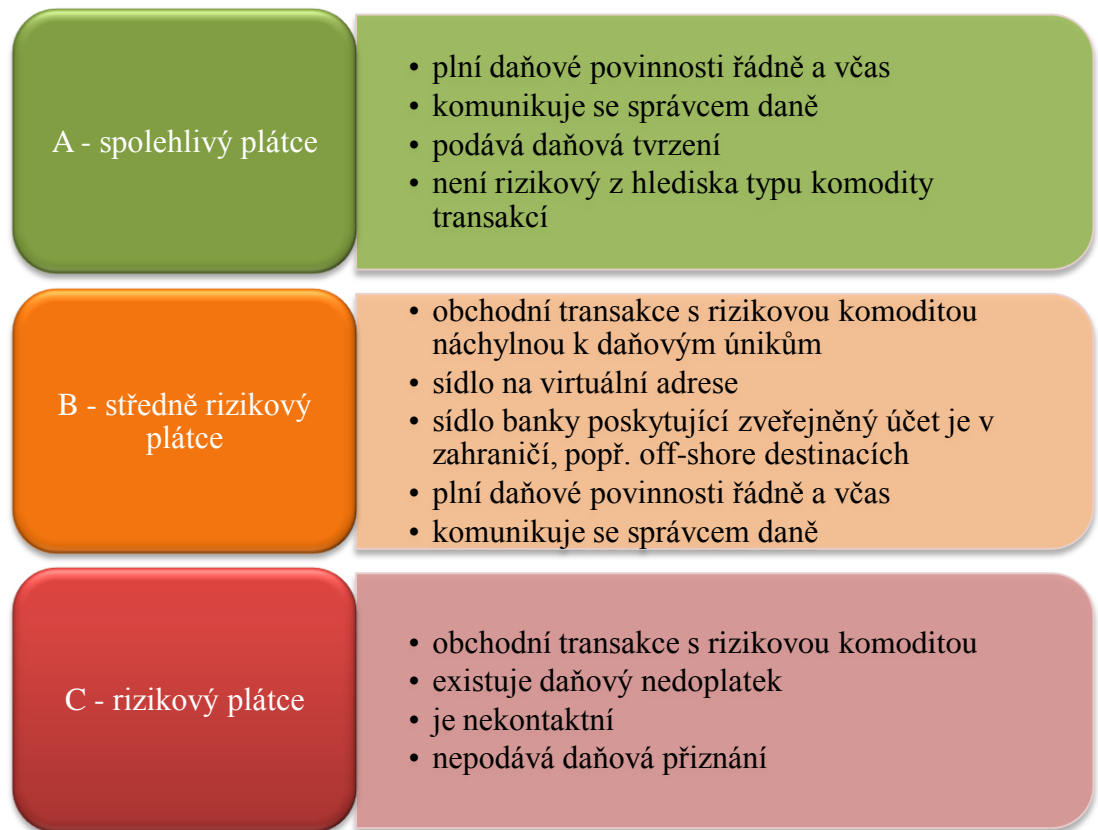 A - spolehlivý plátce
• plní daňové povinnosti řádně a včas
• komunikuje se správcem daně
• podává daňová tvrzení
• není rizikový z hlediska typu komodity
transakcí
B - středně rizikový
plátce
• obchodní transakce s rizikovou komoditou
náchylnou k daňovým únikům
• sídlo na virtuální adrese
• sídlo banky poskytující zveřejněný účet je v
zahraničí, popř. off-shore destinacích
• plní daňové povinnosti řádně a včas
• komunikuje se správcem daně
C - rizikový plátce
• obchodní transakce s rizikovou komoditou
• existuje daňový nedoplatek
• je nekontaktní
• nepodává daňová přiznání